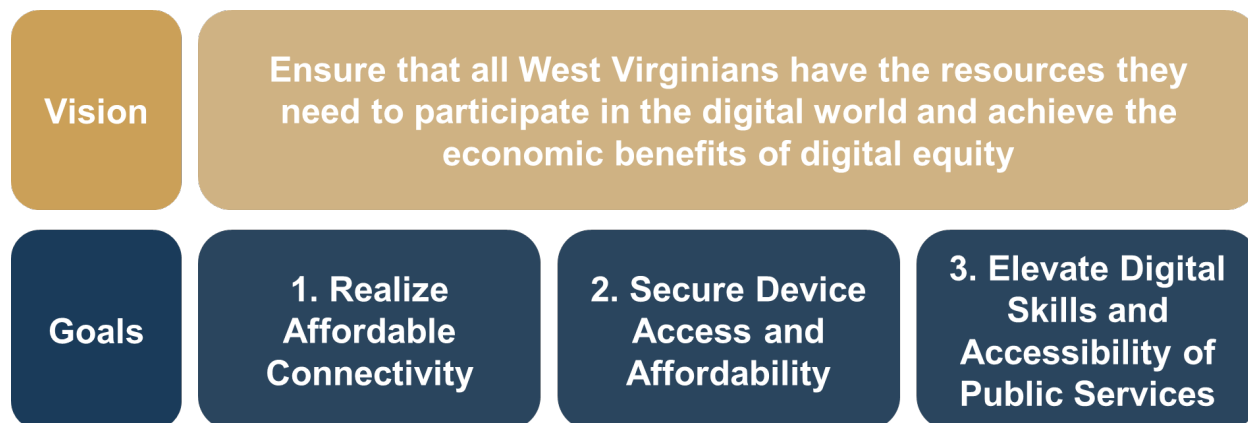 Vision
Ensure that all West Virginians have the resources they
need to participate in the digital world and achieve the
economic benefits of digital equity
Goals
1. Realize
Affordable
Connectivity
2. Secure Device
Access and
Affordability
3. Elevate Digital
Skills and
Accessibility of
Public Services